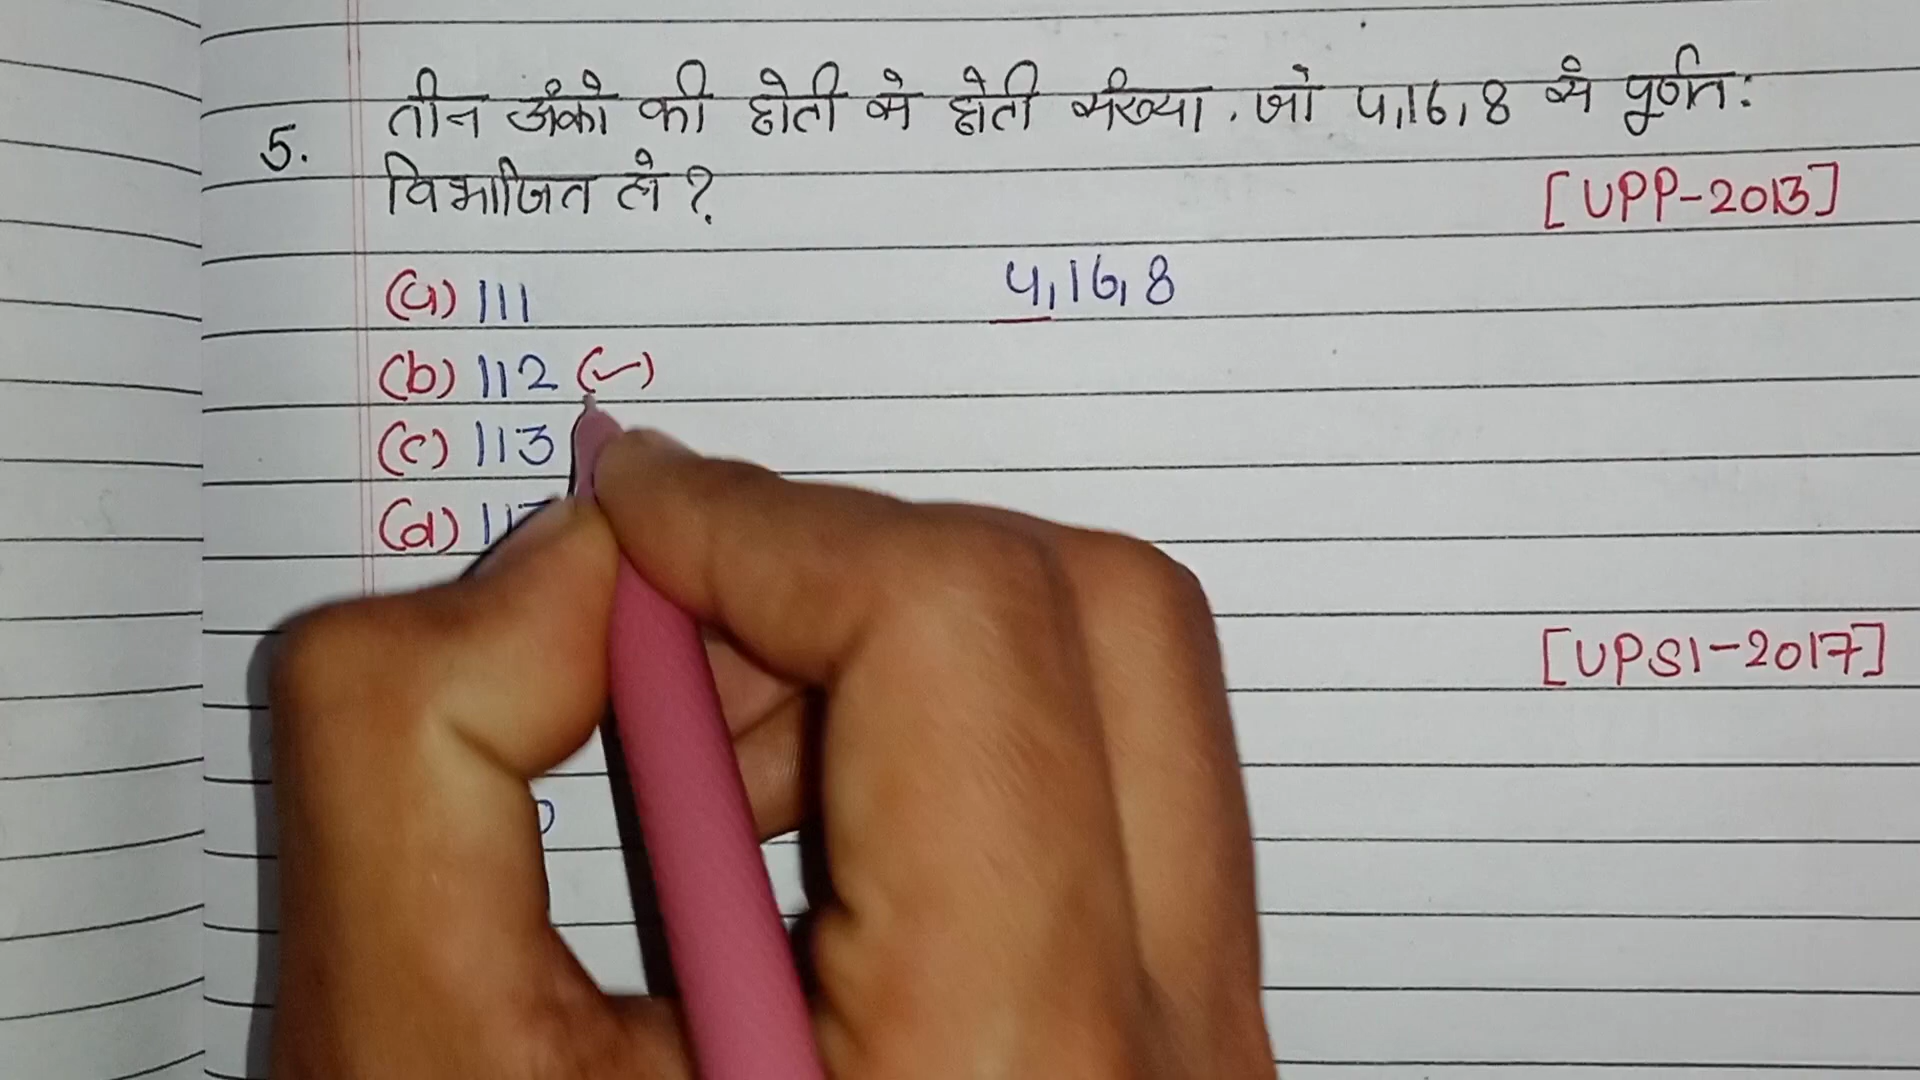 5. तीन अंको की छोटी से छोटी संख्या, जो 4,16,8 से पूर्णत:
विभाजित हो ?
[UPP-2013]
(a) 111
4,16,8
(b) 112 (✓)
(c) 113
(d)
[UPSI-2017]